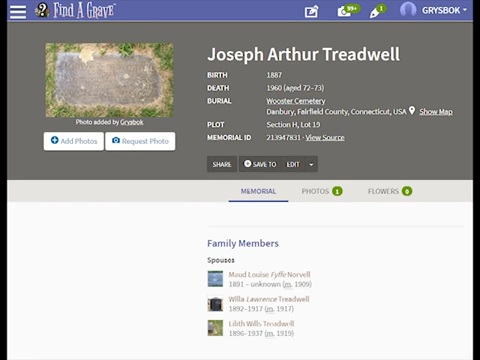 Find A Grave™
99+
1
GRYSBOK
Joseph Arthur Treadwell
BIRTH 1887
DEATH 1960 (aged 72–73)
BURIAL Wooster Cemetery
Danbury, Fairfield County, Connecticut, USA Show Map
PLOT Section H, Lot 19
MEMORIAL ID 213947831 · View Source
Photo added by Grysbok
Add Photos
Request Photo
SHARE
SAVE TO
EDIT
MEMORIAL
PHOTOS 1
FLOWERS 0
Family Members
Spouses
Maud Louise Fyffe Norvell
1891 – unknown (m. 1909)
Willa Lawrence Treadwell
1892–1917 (m. 1917)
Lilith Wills Treadwell
1896–1937 (m. 1919)